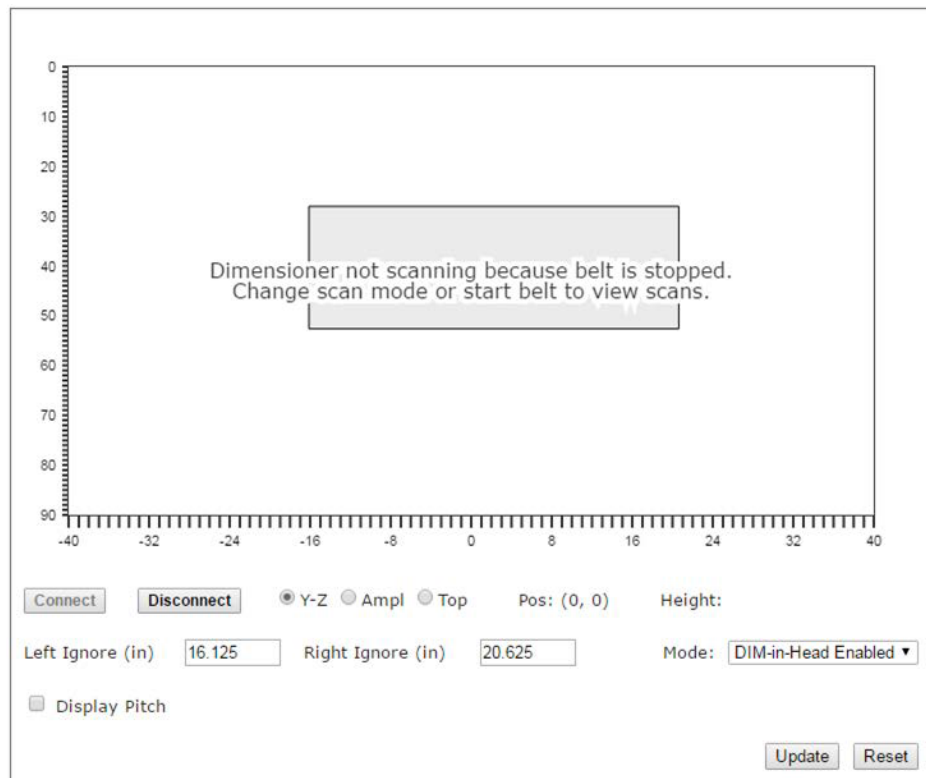 0
10
20
30
40
50
60
70
80
90
Dimensioner not scanning because belt is stopped.
Change scan mode or start belt to view scans.
-40 -32 -24 -16 -8 0 8 16 24 32 40
Connect Disconnect Y-Z Ampl Top Pos: (0, 0) Height:
Left Ignore (in) 16.125 Right Ignore (in) 20.625 Mode: DIM-in-Head Enabled
Display Pitch
Update Reset